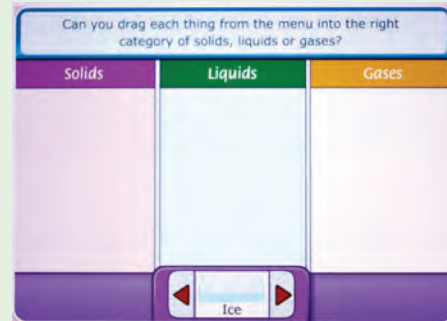 Can you drag each thing from the menu into the right
category of solids, liquids or gases?
Solids
Liquids
Gases
Ice